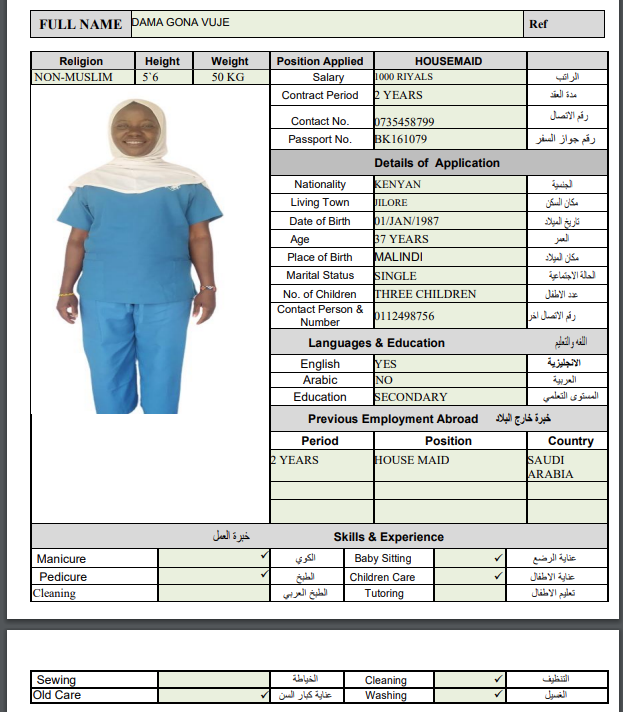 FULL NAME DAMA GONA VUJE Ref
Religion Height Weight Position Applied HOUSEMAID
NON-MUSLIM 5`6 50 KG Salary 1000 RIYALS الراتب
Contract Period 2 YEARS مدة العقد
Contact No. 0735458799 رقم الاتصال
Passport No. BK161079 رقم جواز السفر
Details of Application
Nationality KENYAN الجنسية
Living Town JILORE مكان السكن
Date of Birth 01/JAN/1987 تاريخ الميلاد
Age 37 YEARS العمر
Place of Birth MALINDI مكان الميلاد
Marital Status SINGLE الحالة الاجتماعية
No. of Children THREE CHILDREN عدد الاطفال
Contact Person &
Number 0112498756 رقم الاتصال اخر
Languages & Education اللغه والتعليم
English YES الانجليزية
Arabic NO العربية
Education SECONDARY المستوى التعلمي
Previous Employment Abroad خبرة خارج البلاد
Period Position Country
2 YEARS HOUSE MAID SAUDI
ARABIA
خبرة العمل Skills & Experience
Manicure ✓ الكوي Baby Sitting ✓ عناية الرضع
Pedicure ✓ الطبخ Children Care ✓ عناية الاطفال
Cleaning الطبخ العربي Tutoring تعليم الاطفال
Sewing الخياطة Cleaning ✓ التنظيف
Old Care ✓ عناية كبار السن Washing ✓ الغسيل